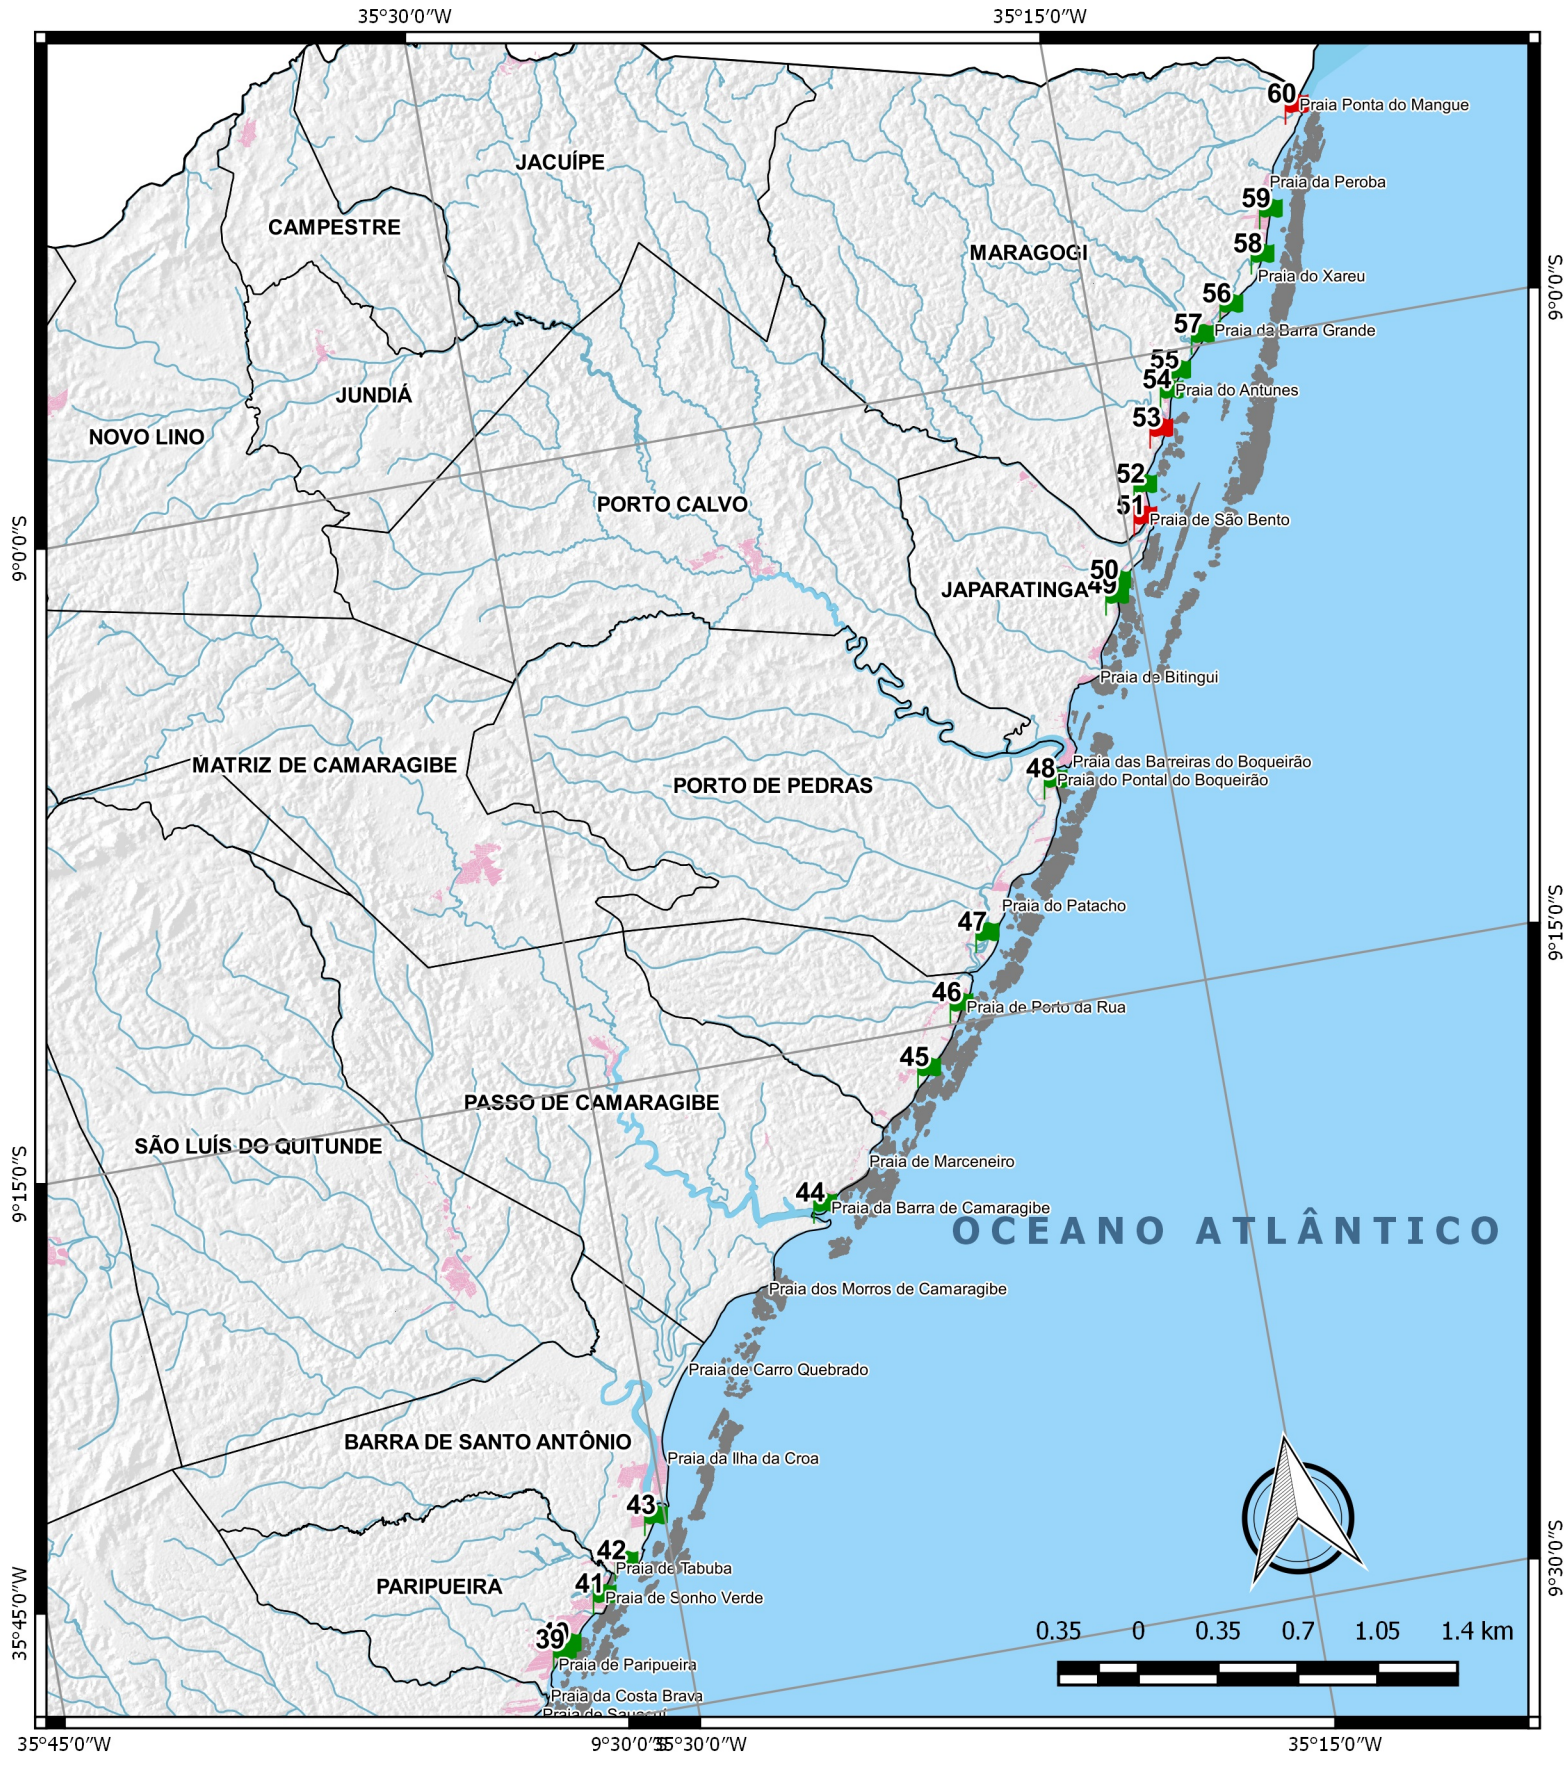 35°30′0″W
35°15′0″W
60
Praia Ponta do Mangue
JACUÍPE
Praia da Peroba
59
CAMPESTRE
58
MARAGOGI
Praia do Xareu
9°0′0″S
56
57
Praia da Barra Grande
55
54
Praia do Antunes
JUNDIÁ
53
NOVO LINO
52
PORTO CALVO
51
Praia de São Bento
9°0′0″S
50
JAPARATINGA
49
Praia de Bitingui
MATRIZ DE CAMARAGIBE
Praia das Barreiras do Boqueirão
48
Praia do Pontal do Boqueirão
PORTO DE PEDRAS
Praia do Patacho
9°15′0″S
47
46
Praia de Porto da Rua
45
PASSO DE CAMARAGIBE
SÃO LUÍS DO QUITUNDE
Praia de Marceneiro
9°15′0″S
44
Praia da Barra de Camaragibe
OCEANO ATLÂNTICO
Praia dos Morros de Camaragibe
Praia de Carro Quebrado
BARRA DE SANTO ANTÔNIO
Praia da Ilha da Croa
43
42
Praia de Tabuba
9°30′0″S
41
PARIPUEIRA
Praia de Sonho Verde
35°45′0″W
39
0.35 0 0.35 0.7 1.05 1.4 km
Praia de Paripueira
Praia da Costa Brava
35°45′0″W
9°30′0″S
35°30′0″W
35°15′0″W